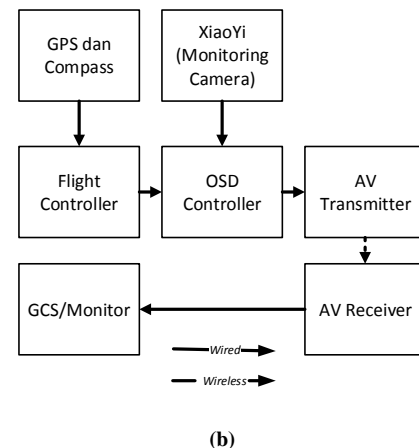 GPS dan
Compass
XiaoYi
(Monitoring
Camera)
Flight
Controller
OSD
Controller
AV
Transmitter
GCS/Monitor
AV Receiver
Wired
Wireless
(b)